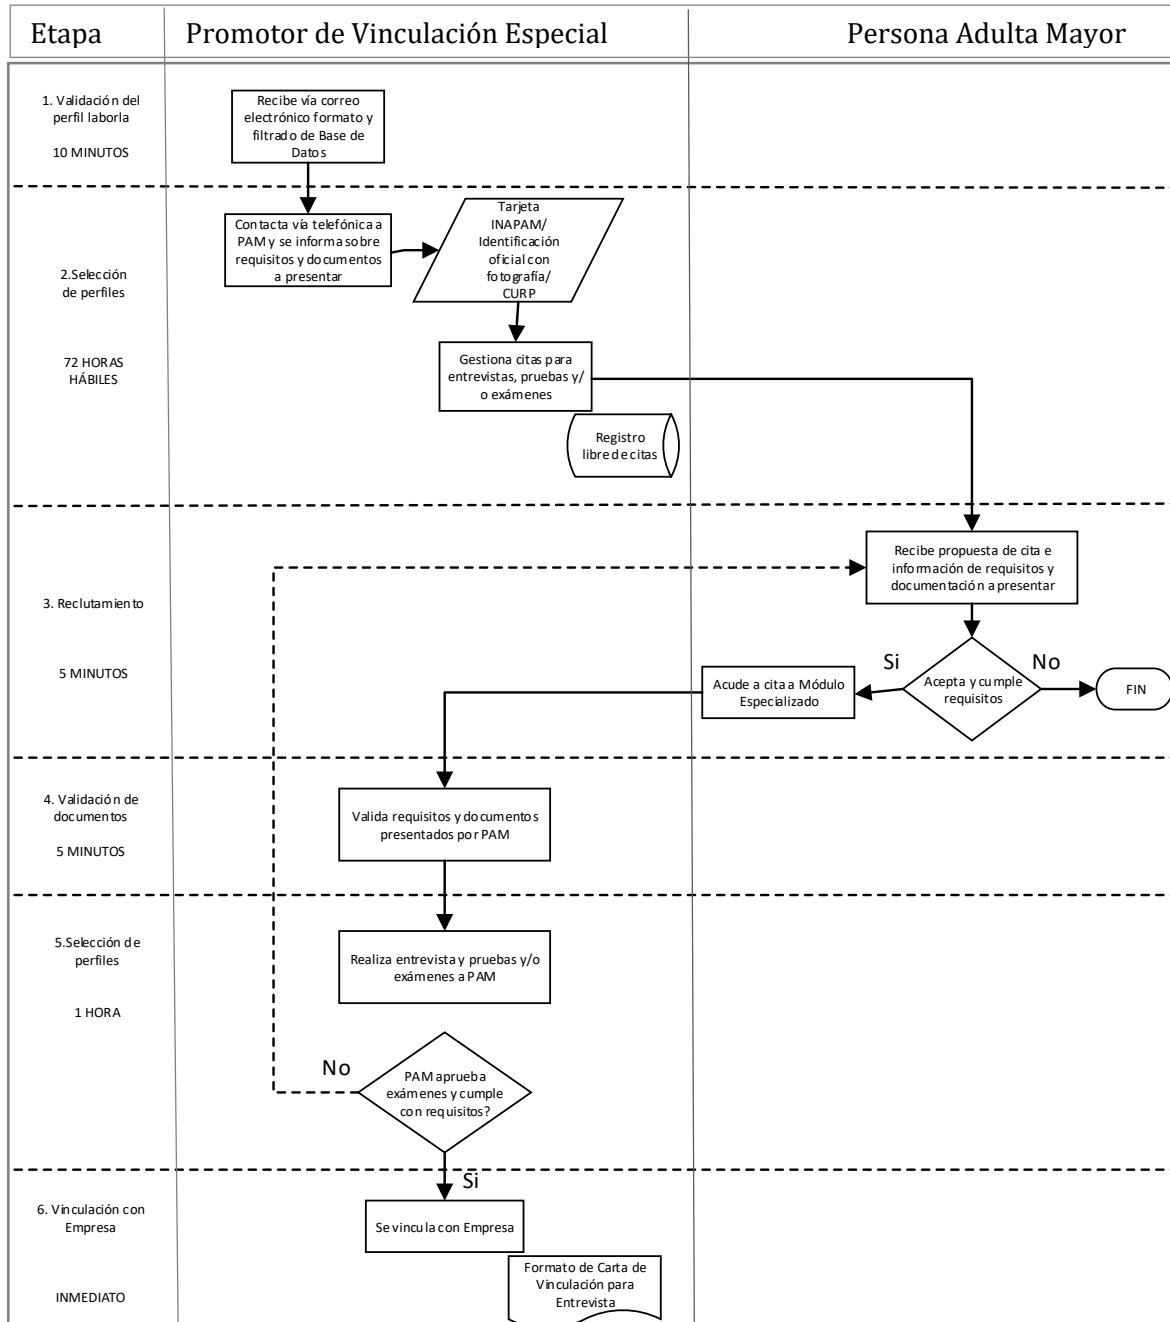 Etapa
Promotor de Vinculación Especial
Persona Adulta Mayor
1. Validación del
perfil laborla
10 MINUTOS
Recibe vía correo
electrónico formato y
filtrado de Base de
Datos
2.Selección
de perfiles
72 HORAS
HÁBILES
Contacta vía telefónica a
PAM y se informa sobre
requisitos y documentos
a presentar
Tarjeta
INAPAM/
Identificación
oficial con
fotografía/
CURP
Gestiona citas para
entrevistas, pruebas y/
o exámenes
Registro
libre de citas
3. Reclutamiento
5 MINUTOS
Recibe propuesta de cita e
información de requisitos y
documentación a presentar
Acepta y cumple
requisitos
Si
No
FIN
Acude a cita a Módulo
Especializado
4. Validación de
documentos
5 MINUTOS
Valida requisitos y documentos
presentados por PAM
5.Selección de
perfiles
1 HORA
Realiza entrevista y pruebas y/o
exámenes a PAM
No
PAM aprueba
exámenes y cumple
con requisitos?
Si
6. Vinculación con
Empresa
INMEDIATO
Se vincula con Empresa
Formato de Carta de
Vinculación para
Entrevista